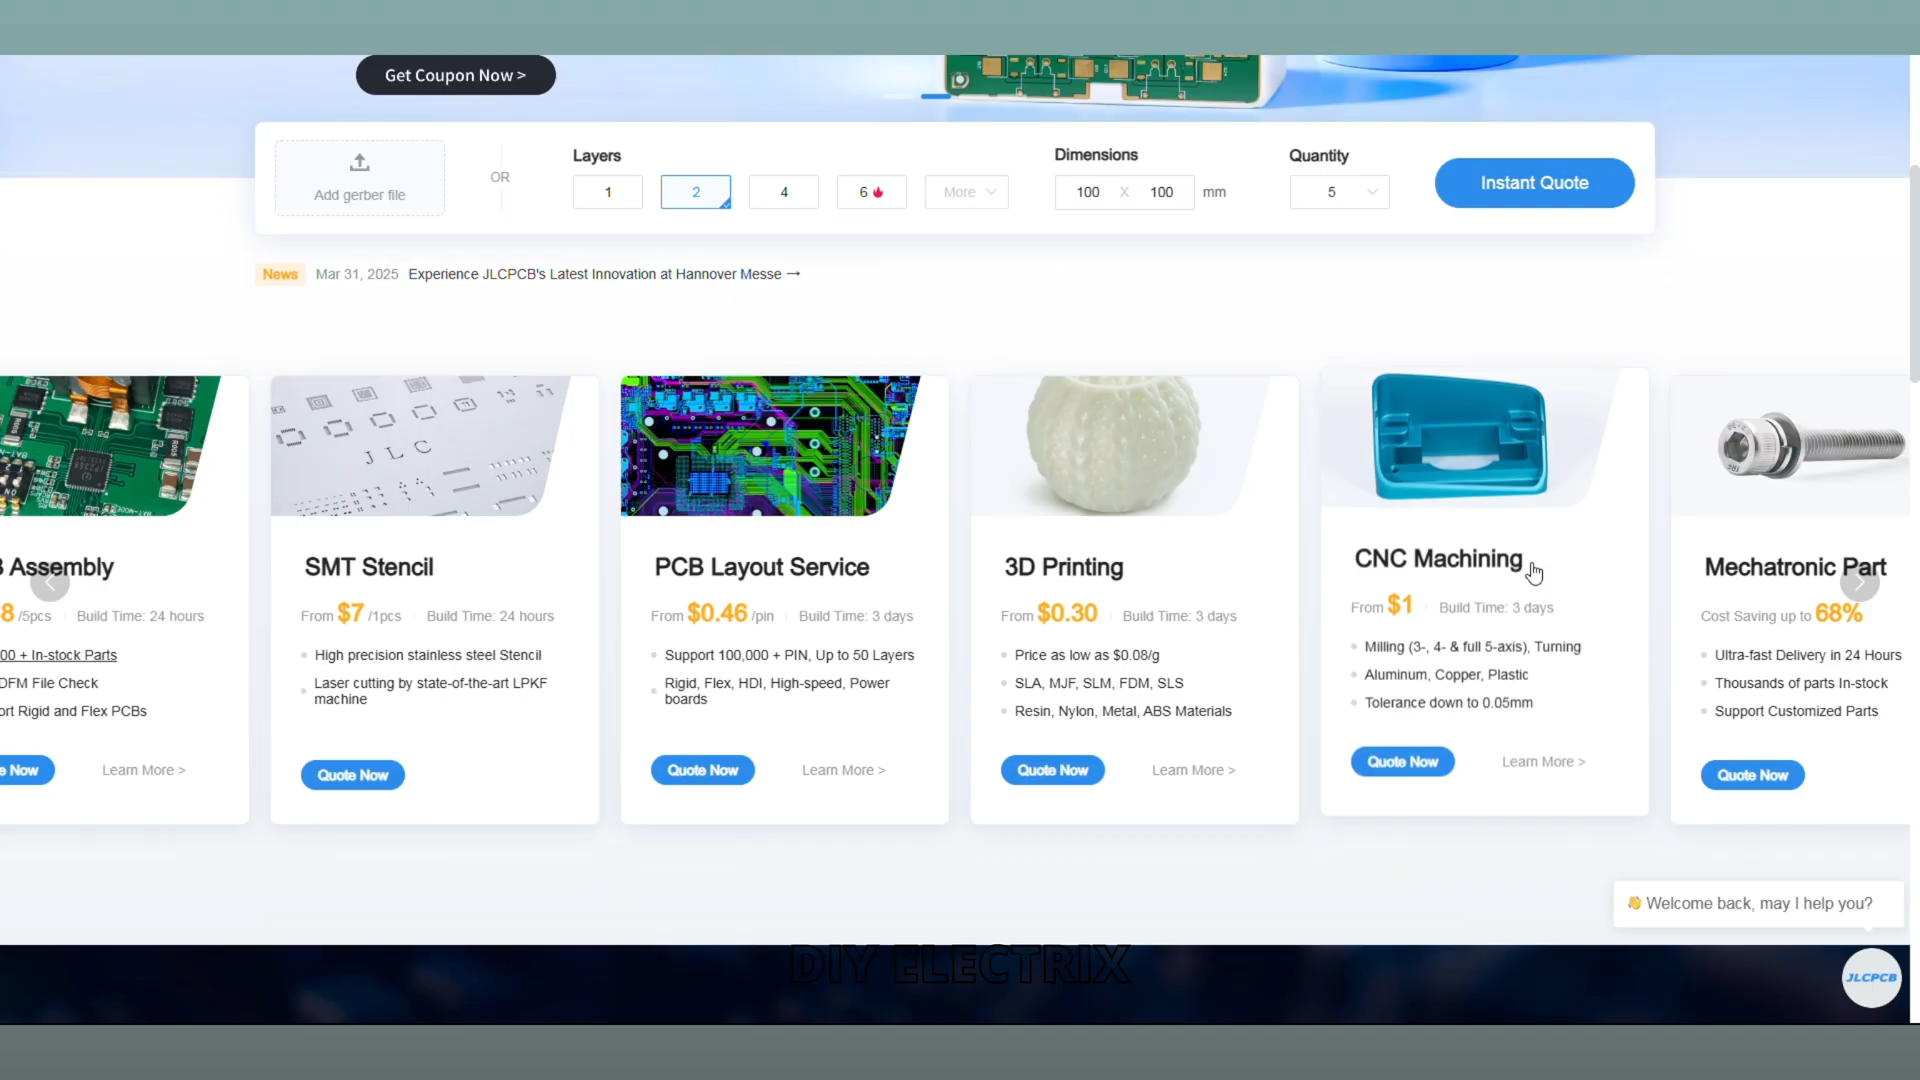 Get Coupon Now >
Add gerber file
OR
Layers
1
2
4
6
More
Dimensions
100 X 100 mm
Quantity
5
Instant Quote
News Mar 31, 2025 Experience JLCPCB's Latest Innovation at Hannover Messe →
Assembly
8 /5pcs Build Time: 24 hours
00 + In-stock Parts
DFM File Check
ort Rigid and Flex PCBs
e Now Learn More >
JLC
SMT Stencil
From $7 /1pcs Build Time: 24 hours
High precision stainless steel Stencil
Laser cutting by state-of-the-art LPKF
machine
Quote Now
PCB Layout Service
From $0.46 /pin Build Time: 3 days
Support 100,000 + PIN, Up to 50 Layers
Rigid, Flex, HDI, High-speed, Power
boards
Quote Now Learn More >
3D Printing
From $0.30 Build Time: 3 days
Price as low as $0.08/g
SLA, MJF, SLM, FDM, SLS
Resin, Nylon, Metal, ABS Materials
Quote Now Learn More >
CNC Machining
From $1 Build Time: 3 days
Milling (3-, 4- & full 5-axis), Turning
Aluminum, Copper, Plastic
Tolerance down to 0.05mm
Quote Now Learn More >
Mechatronic Part
Cost Saving up to 68%
Ultra-fast Delivery in 24 Hours
Thousands of parts In-stock
Support Customized Parts
Quote Now
👋 Welcome back, may I help you?
DIY ELECTRIX
JLCPCB